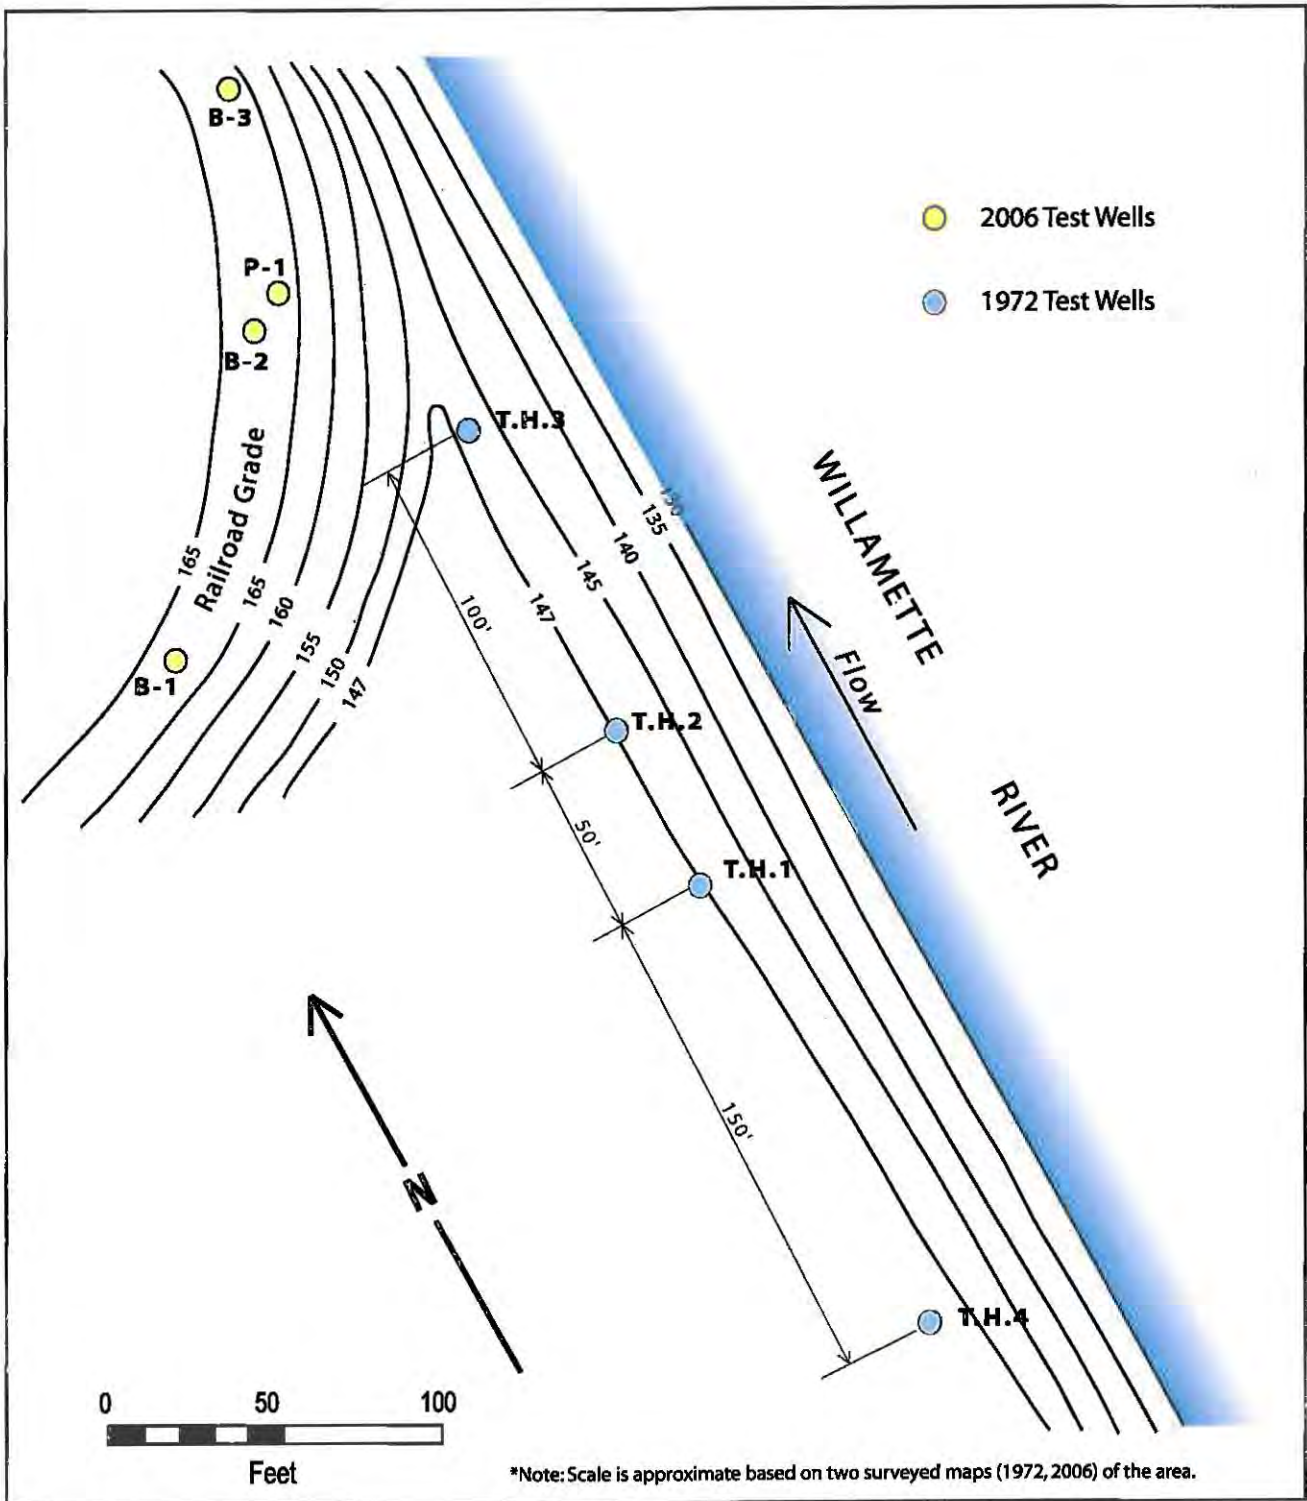 B-3
2006 Test Wells
P-1
1972 Test Wells
B-2
T.H.3
Railroad Grade
WILLAMETTE
RIVER
Flow
130
135
140
145
147
165
165
160
155
150
147
B-1
100'
T.H.2
50'
T.H.1
150'
N
T.H.4
0 50 100
Feet
*Note: Scale is approximate based on two surveyed maps (1972, 2006) of the area.